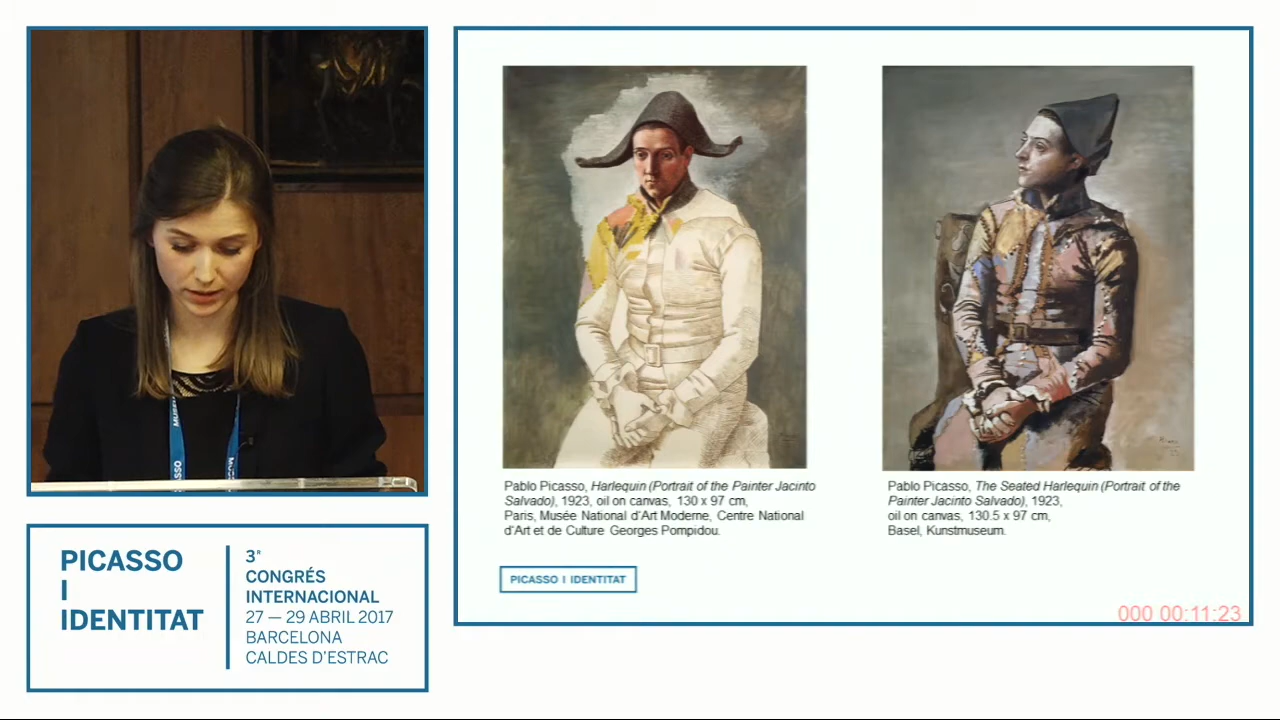 PICASSO
I
IDENTITAT
3ª
CONGRÉS
INTERNACIONAL
27 — 29 ABRIL 2017
BARCELONA
CALDES D'ESTRAC
Pablo Picasso, Harlequin (Portrait of the Painter Jacinto
Salvado), 1923, oil on canvas, 130 x 97 cm,
Paris, Musée National d'Art Moderne, Centre National
d'Art et de Culture Georges Pompidou.
Pablo Picasso, The Seated Harlequin (Portrait of the
Painter Jacinto Salvado), 1923,
oil on canvas, 130.5 x 97 cm,
Basel, Kunstmuseum.
PICASSO I IDENTITAT
000 00:11:23